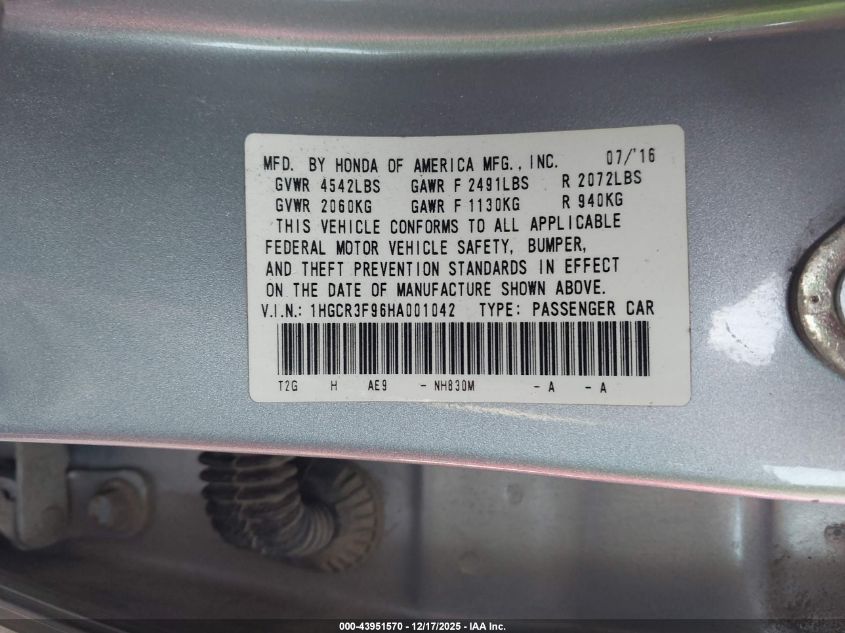 MFD. BY HONDA OF AMERICA MFG., INC. 07/'16
GVWR 4542LBS GAWR F 2491LBS R 2072LBS
GVWR 2060KG GAWR F 1130KG R 940KG
THIS VEHICLE CONFORMS TO ALL APPLICABLE
FEDERAL MOTOR VEHICLE SAFETY, BUMPER,
AND THEFT PREVENTION STANDARDS IN EFFECT
ON THE DATE OF MANUFACTURE SHOWN ABOVE.
V.I.N.: 1HGCR3F96HA001042 TYPE: PASSENGER CAR
T2G H AE9 - NH830M - A - A
000-43951570 — 12/17/2025 — IAA Inc.